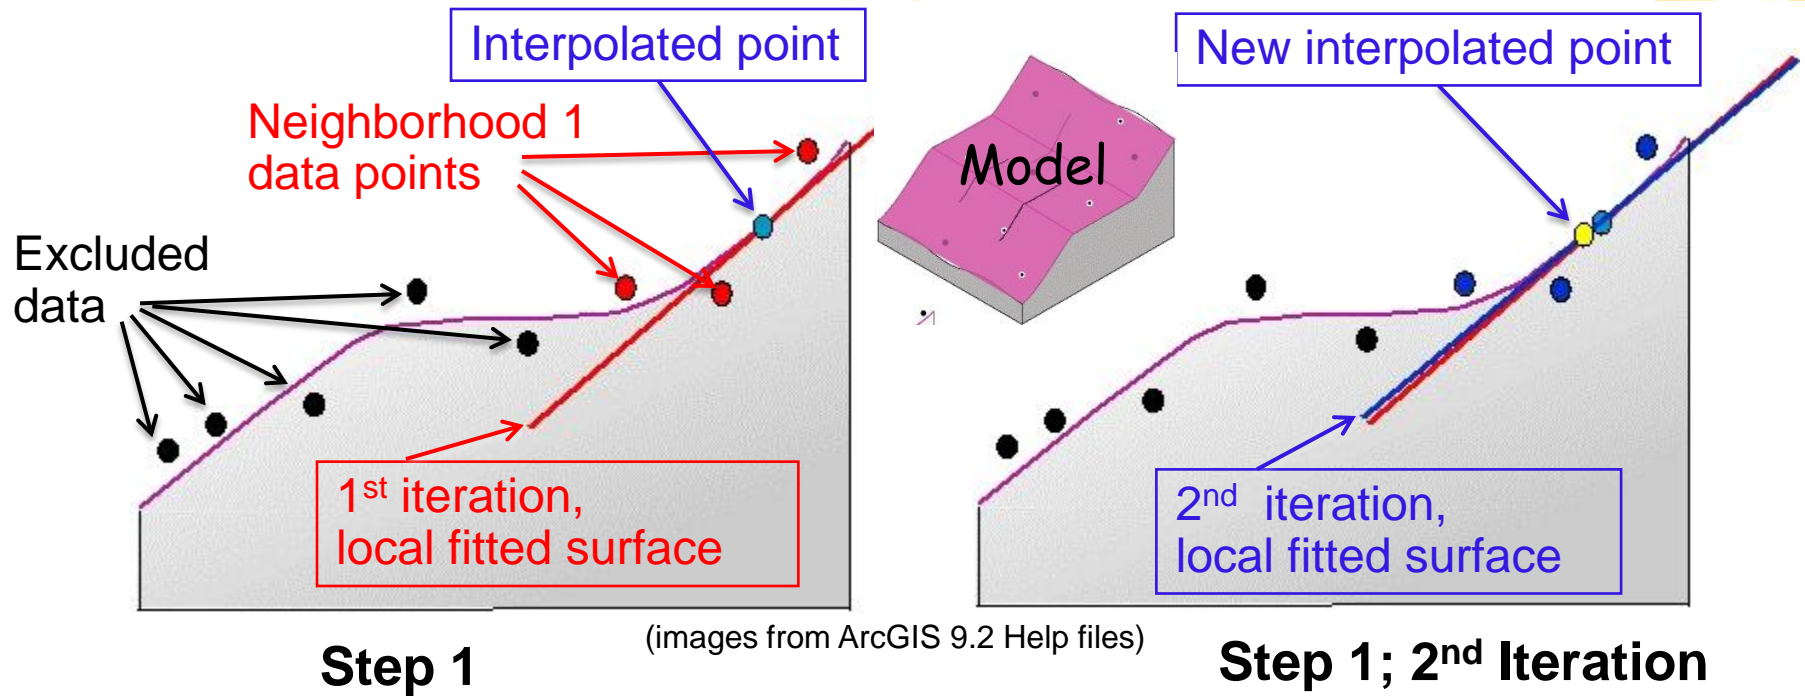 Interpolated point
Neighborhood 1
data points
Excluded
data
1st iteration,
local fitted surface
Step 1
Model
(images from ArcGIS 9.2 Help files)
New interpolated point
2nd iteration,
local fitted surface
Step 1; 2nd Iteration